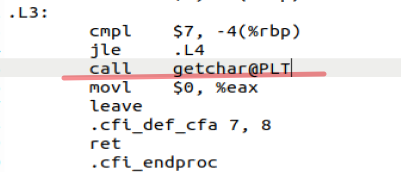 .L3:
cmpl $7, -4(%rbp)
jle .L4
call getchar@PLT
movl $0, %eax
leave
.cfi_def_cfa 7, 8
ret
.cfi_endproc